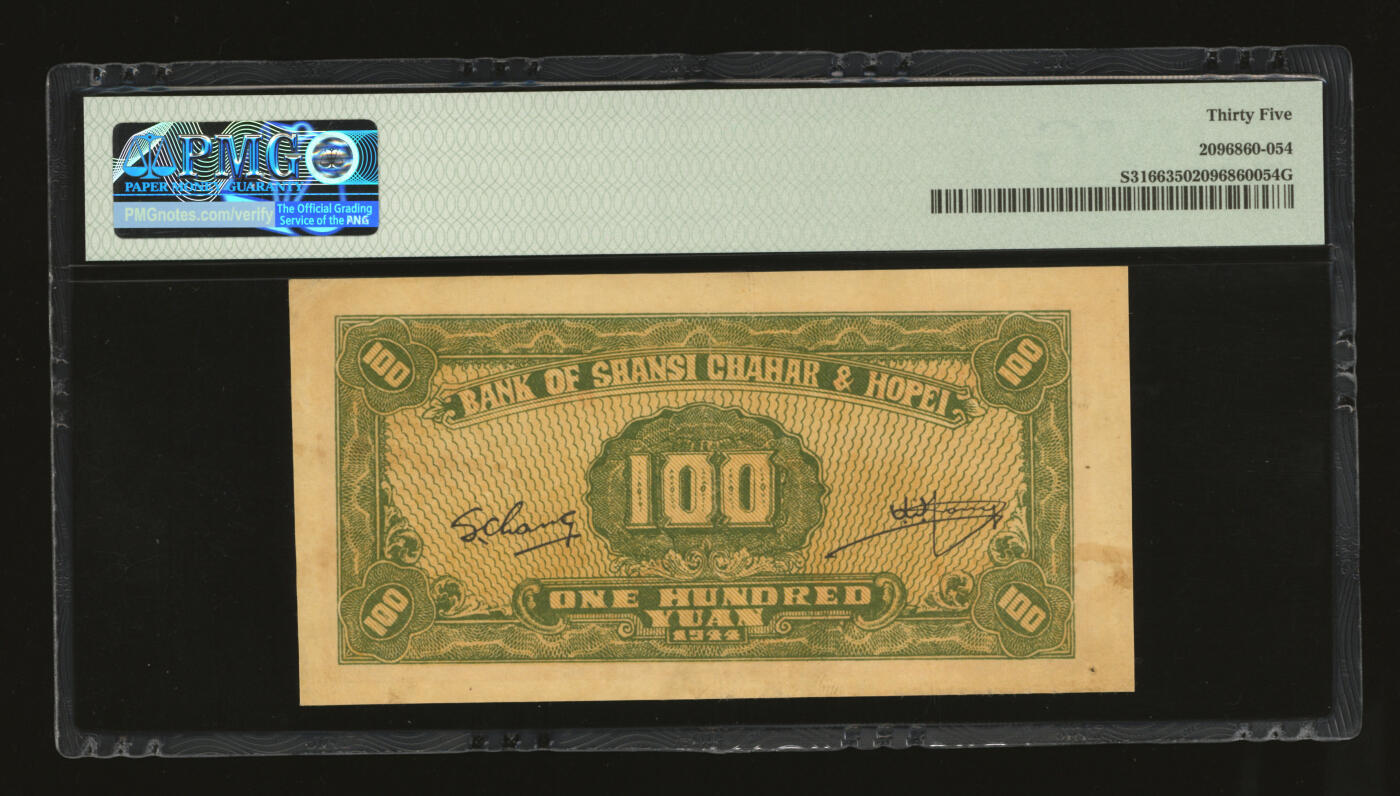 Thirty Five
2096860-054
S31663502096860054G
PMG
PAPER MONEY GUARANTY
PMGnotes.com/verify
The Official Grading
Service of the PNG
100
100
BANK OF SHANSI CHAHAR & HOPEI
100
S.Chang
100
100
ONE HUNDRED
YUAN
1944